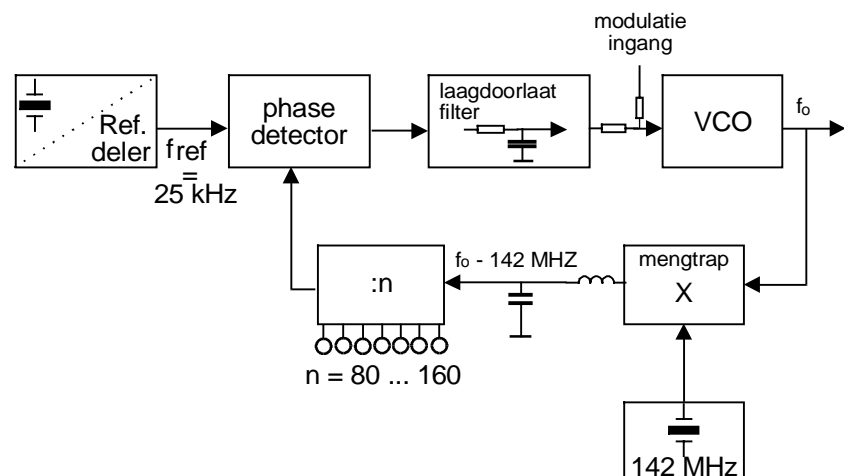 modulatie
ingang
Ref.
deler
f ref
=
25 kHz
phase
detector
laagdoorlaat
filter
VCO
fo
:n
n = 80 ... 160
fo - 142 MHZ
mengtrap
X
142 MHz